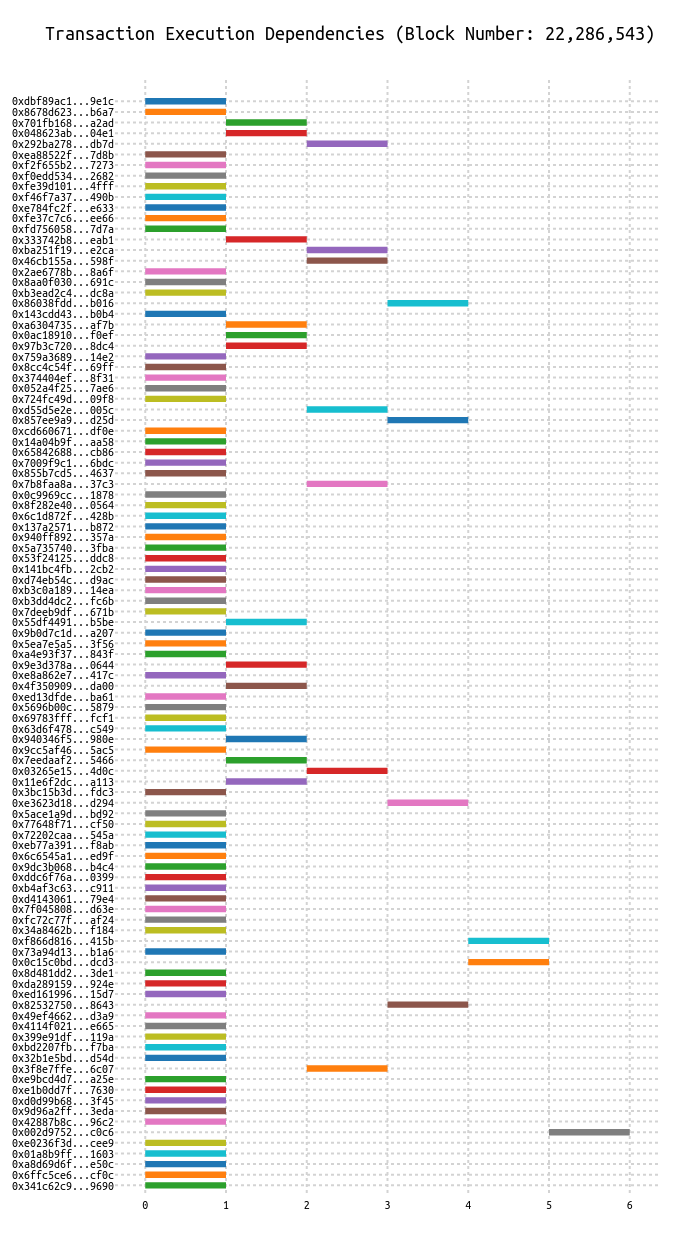 Transaction Execution Dependencies (Block Number: 22,286,543)
0xdbf89ac1...9e1c
0x8678d623...b6a7
0x701fb168...a2ad
0x048623ab...04e1
0x292ba278...db7d
0xea88522f...7d8b
0xf2f655b2...7273
0xf0edd534...2682
0xfe39d101...4fff
0xf46f7a37...490b
0xe784fc2f...e633
0xfe37c7c6...ee66
0xfd756058...7d7a
0x333742b8...eab1
0xba251f19...e2ca
0x46cb155a...598f
0x2ae6778b...8a6f
0x8aa0f030...691c
0xb3ead2c4...dc8a
0x86038fdd...b016
0x143cdd43...b0b4
0xa6304735...af7b
0x0ac18910...f0ef
0x97b3c720...8dc4
0x759a3689...14e2
0x8cc4c54f...69ff
0x374404ef...8f31
0x052a4f25...7ae6
0x724fc49d...09f8
0xd55d5e2e...005c
0x857ee9a9...d25d
0xcd660671...df0e
0x14a04b9f...aa58
0x65842688...cb86
0x7009f9c1...6bdc
0x855b7cd5...4637
0x7b8faa8a...37c3
0x0c9969cc...1878
0x8f282e40...0564
0x6c1d872f...428b
0x137a2571...b872
0x940ff892...357a
0x5a735740...3fba
0x53f24125...ddc8
0x141bc4fb...2cb2
0xd74eb54c...d9ac
0xb3c0a189...14ea
0xb3dd4dc2...fc6b
0x7deeb9df...671b
0x55df4491...b5be
0x9b0d7c1d...a207
0x5ea7e5a5...3f56
0xa4e93f37...843f
0x9e3d378a...0644
0xe8a862e7...417c
0x4f350909...da00
0xed13dfde...ba61
0x5696b00c...5879
0x69783fff...fcf1
0x63d6f478...c549
0x940346f5...980e
0x9cc5af46...5ac5
0x7eedaaf2...5466
0x03265e15...4d0c
0x11e6f2dc...a113
0x3bc15b3d...fdc3
0xe3623d18...d294
0x5ace1a9d...bd92
0x77648f71...cf50
0x72202caa...545a
0xeb77a391...f8ab
0x6c6545a1...ed9f
0x9dc3b068...b4c4
0xddc6f76a...0399
0xb4af3c63...c911
0xd4143061...79e4
0x7f045808...d63e
0xfc72c77f...af24
0x34a8462b...f184
0xf866d816...415b
0x73a94d13...b1a6
0x0c15c0bd...dcd3
0x8d481dd2...3de1
0xda289159...924e
0xed161996...15d7
0x82532750...8643
0x49ef4662...d3a9
0x4114f021...e665
0x399e91df...119a
0xbd2207fb...f7ba
0x32b1e5bd...d54d
0x3f8e7ffe...6c07
0xe9bcd4d7...a25e
0xe1b0dd7f...7630
0xd0d99b68...3f45
0x9d96a2ff...3eda
0x42887b8c...96c2
0x002d9752...c0c6
0xe0236f3d...cee9
0x01a8b9ff...1603
0xa8d69d6f...e50c
0x6ffc5ce6...cf0c
0x341c62c9...9690
0 1 2 3 4 5 6